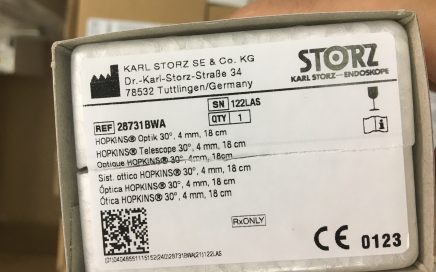 KARL STORZ SE & Co. KG
Dr.-Karl-Storz-Straße 34
78532 Tuttlingen/Germany
STORZ
KARL STORZ—ENDOSKOPE
SN 122LAS
QTY 1
REF 28731BWA
HOPKINS® Optik 30°, 4 mm, 18 cm
HOPKINS® Telescope 30°, 4 mm, 18 cm
Optique HOPKINS® 30°, 4 mm, 18 cm
Sist. ottico HOPKINS® 30°, 4 mm, 18 cm
Óptica HOPKINS® 30°, 4 mm, 18 cm
Ótica HOPKINS® 30°, 4 mm, 18 cm
RxONLY
CE 0123